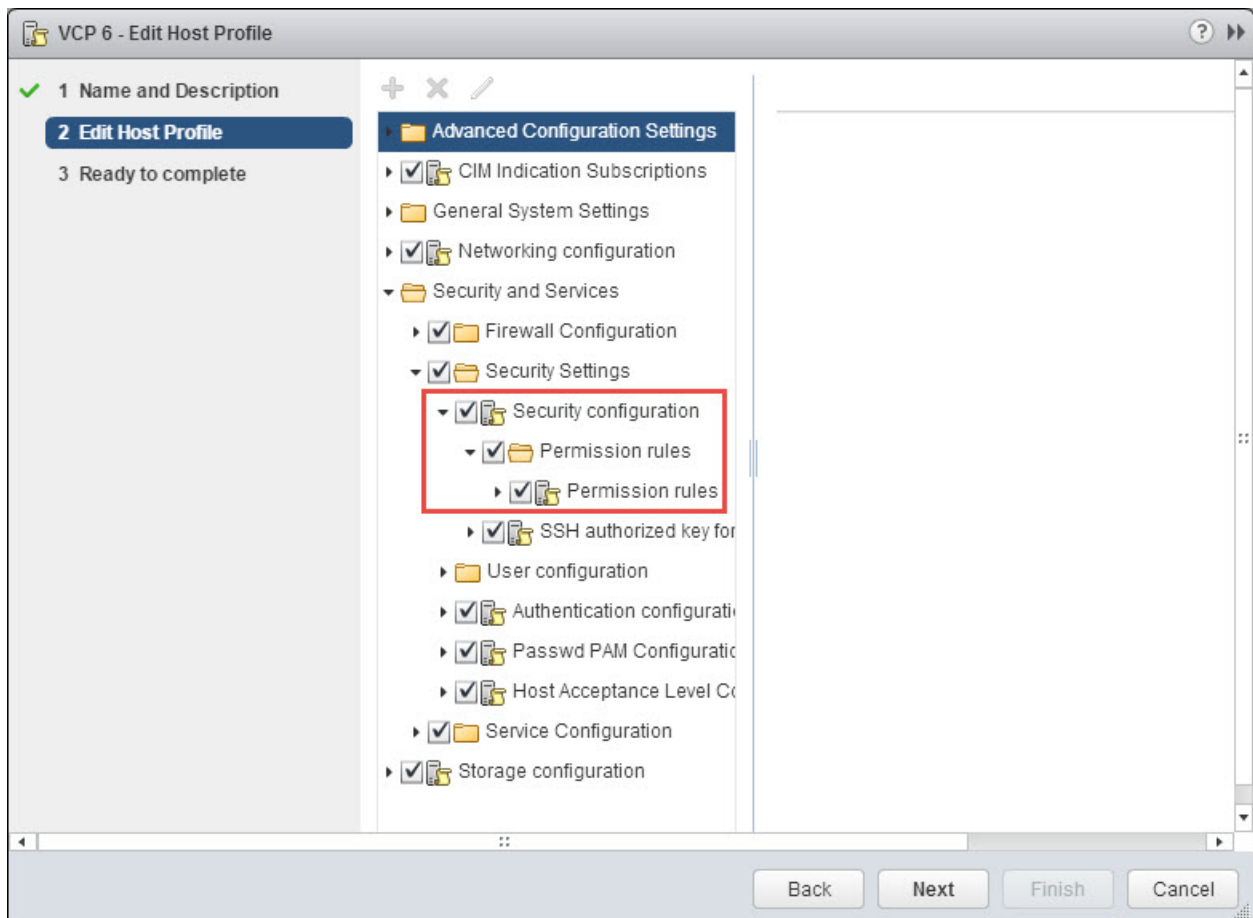 VCP 6 - Edit Host Profile
?
1 Name and Description
2 Edit Host Profile
3 Ready to complete
Advanced Configuration Settings
CIM Indication Subscriptions
General System Settings
Networking configuration
Security and Services
Firewall Configuration
Security Settings
Security configuration
Permission rules
Permission rules
SSH authorized key for
User configuration
Authentication configurati
Passwd PAM Configuratic
Host Acceptance Level Co
Service Configuration
Storage configuration
Back
Next
Finish
Cancel